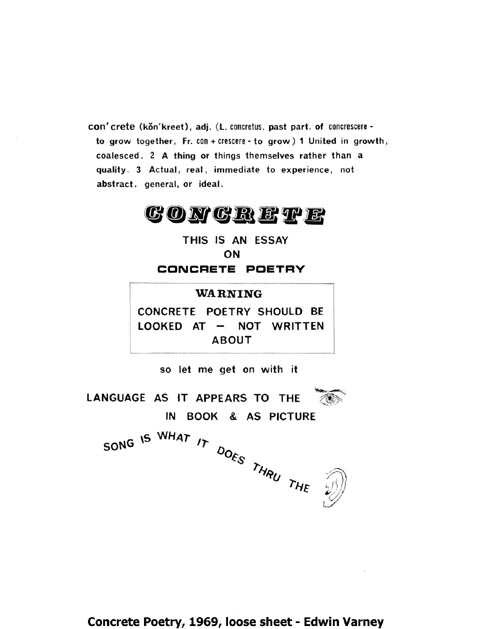 con'crete (kŏn'kreet), adj. (L. concretus, past part. of concrescere -
to grow together, Fr. con + crescere - to grow) 1 United in growth,
coalesced. 2 A thing or things themselves rather than a
quality. 3 Actual, real, immediate to experience, not
abstract, general, or ideal.
CONCRETE
THIS IS AN ESSAY
ON
CONCRETE POETRY
WARNING
CONCRETE POETRY SHOULD BE
LOOKED AT — NOT WRITTEN
ABOUT
so let me get on with it
LANGUAGE AS IT APPEARS TO THE
IN BOOK & AS PICTURE
SONG IS WHAT IT DOES THRU THE
Concrete Poetry, 1969, loose sheet - Edwin Varney